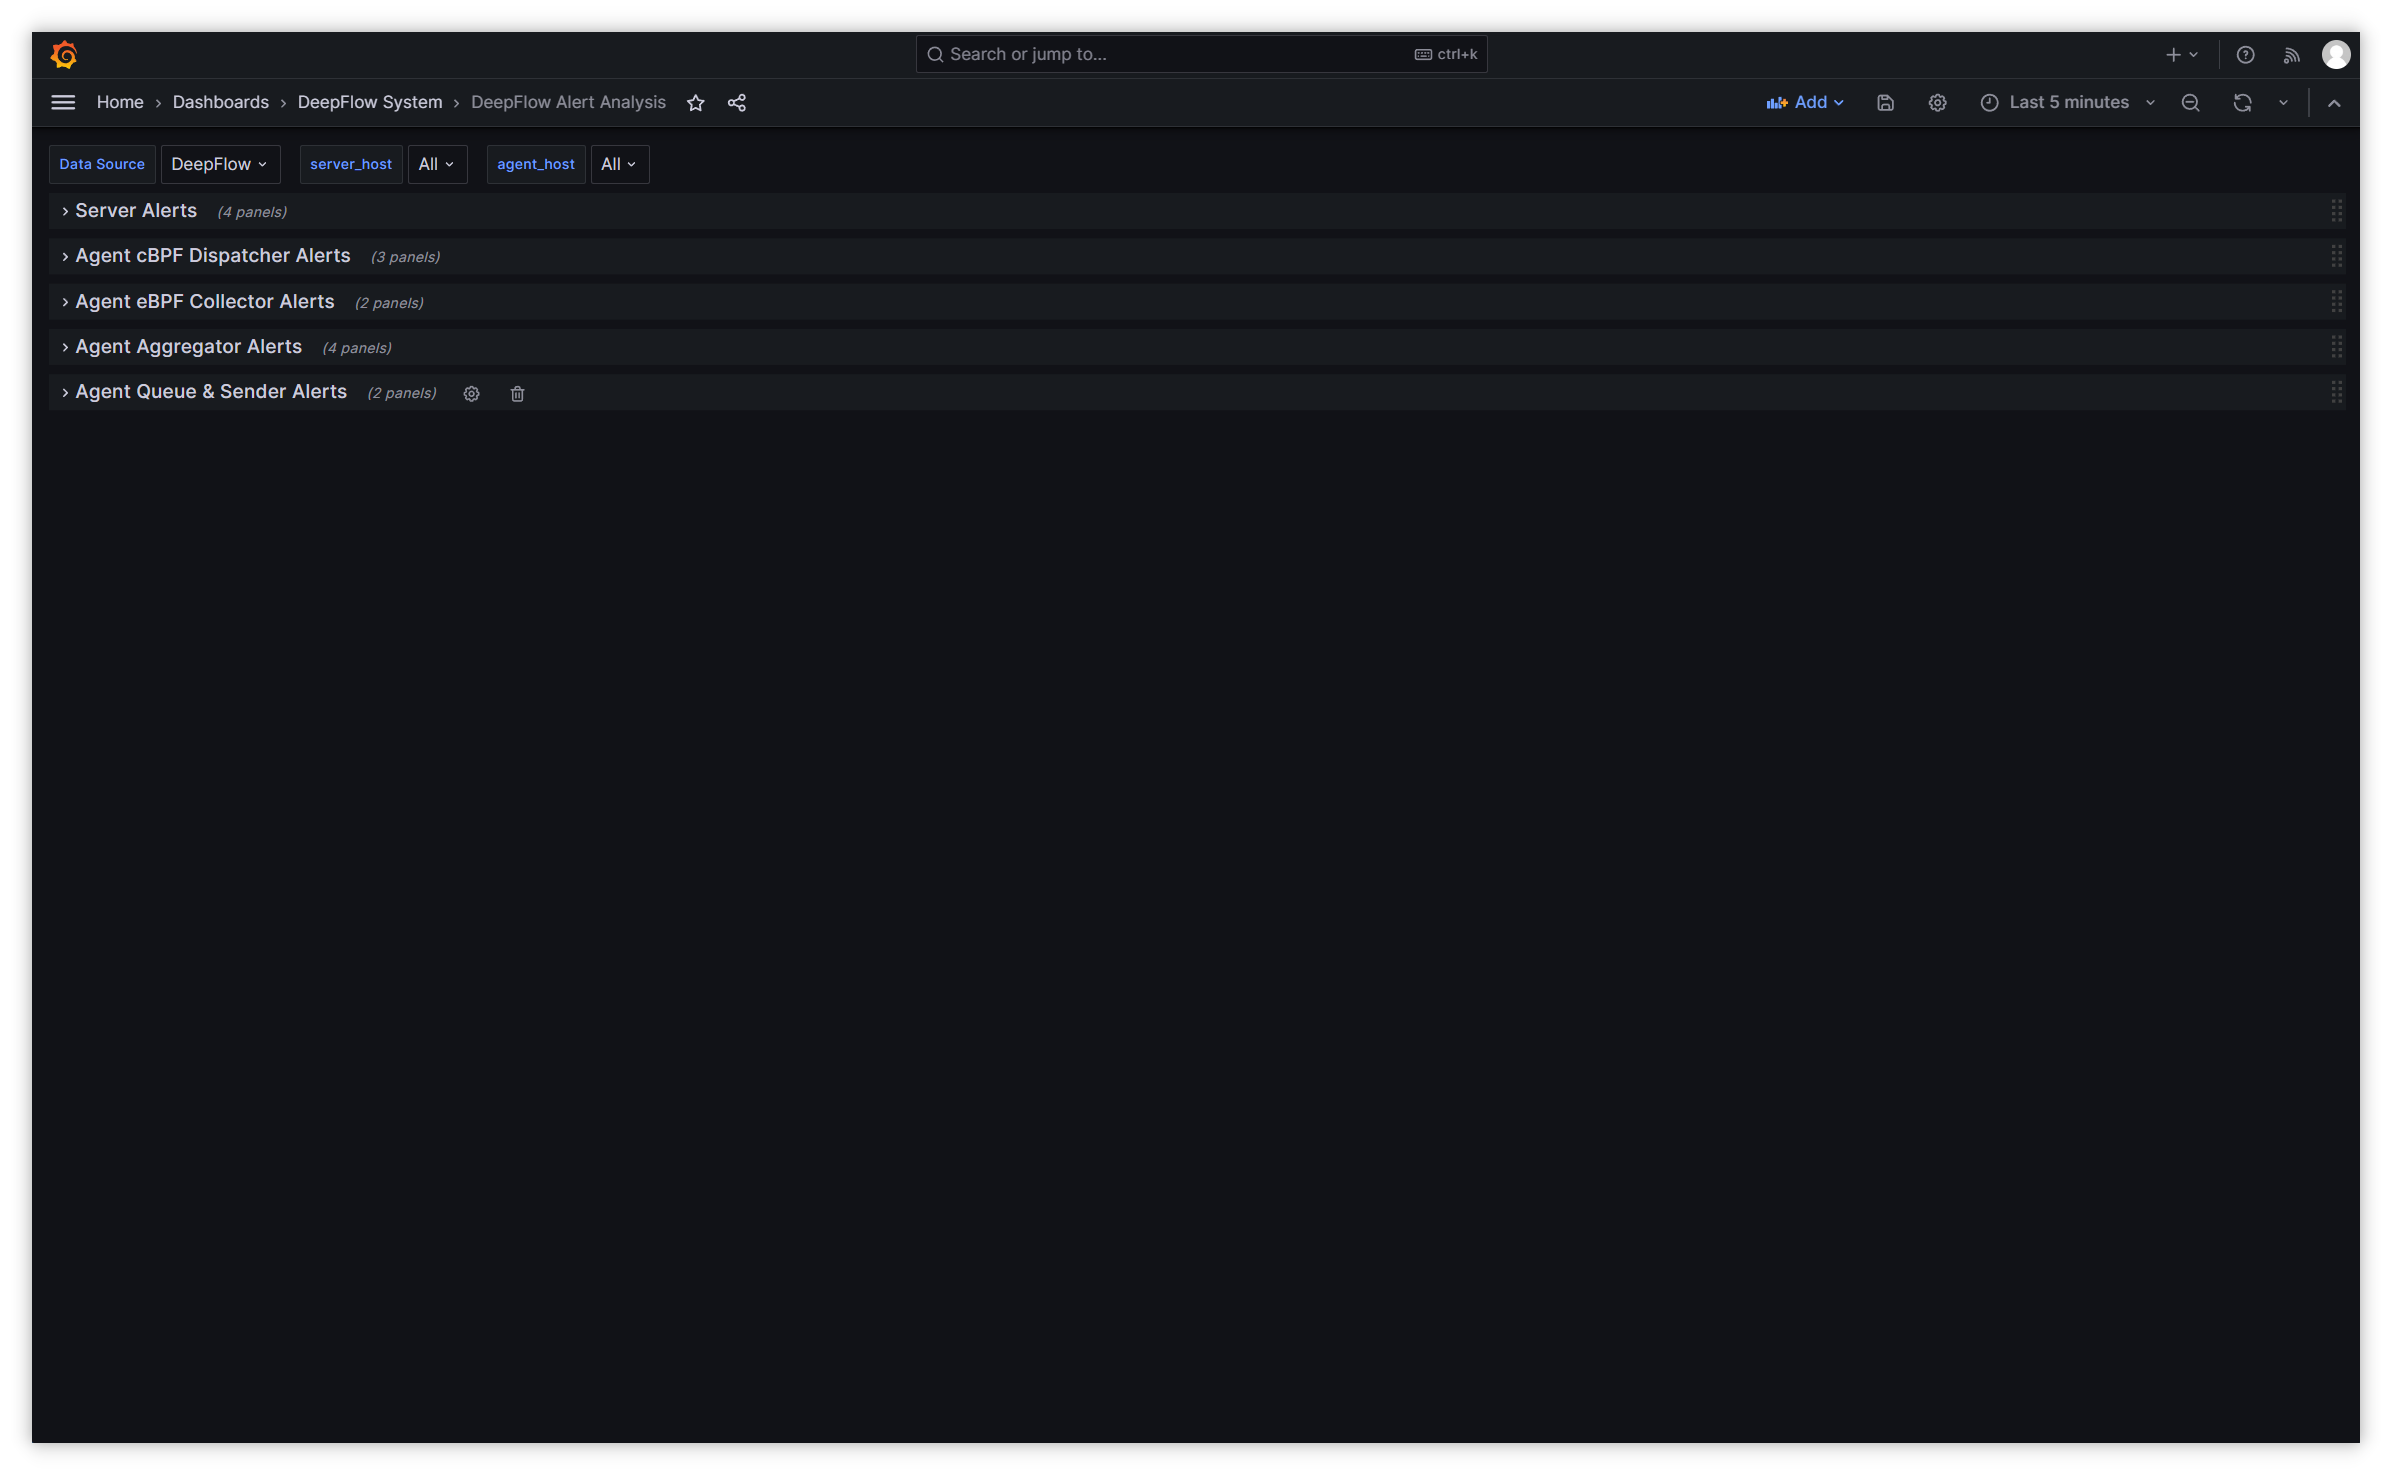 Search or jump to... ctrl+k
Home › Dashboards › DeepFlow System › DeepFlow Alert Analysis Add Last 5 minutes
Data Source DeepFlow server_host All agent_host All
Server Alerts (4 panels)
Agent cBPF Dispatcher Alerts (3 panels)
Agent eBPF Collector Alerts (2 panels)
Agent Aggregator Alerts (4 panels)
Agent Queue & Sender Alerts (2 panels)